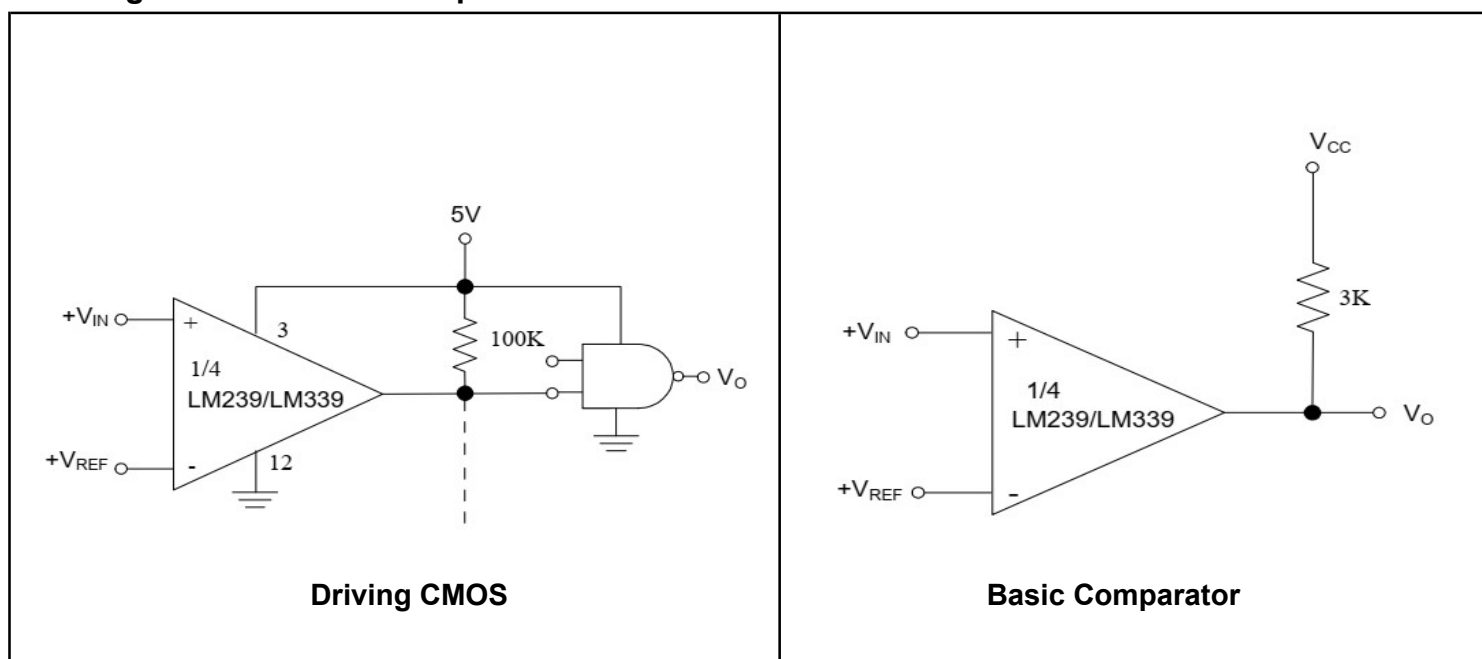 5V
+VIN
+
3
100K
1/4
LM239/LM339
VO
+VREF
-
12
Driving CMOS
VCC
3K
+VIN
+
1/4
LM239/LM339
VO
+VREF
-
Basic Comparator